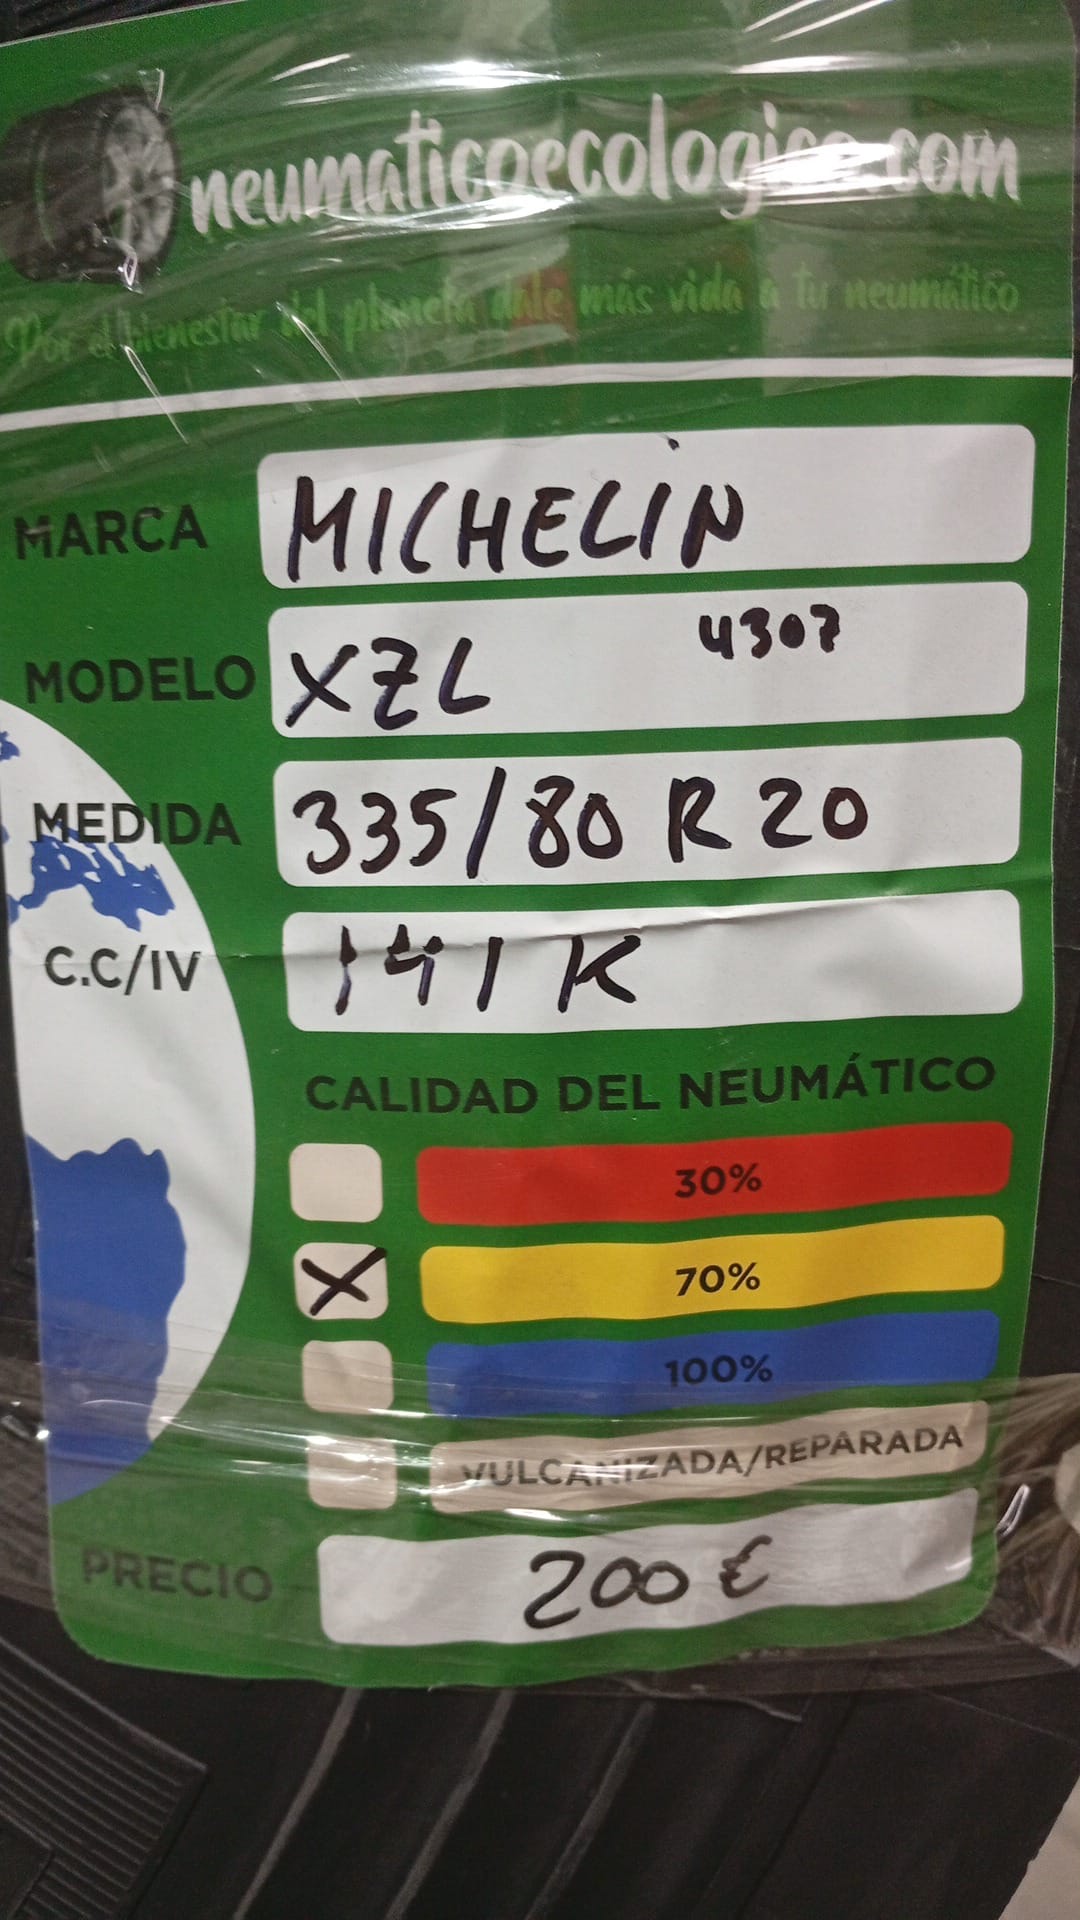 neumaticoecologico.com
Por el bienestar del planeta dale más vida a tu neumático
MARCA MICHELIN
MODELO XZL 4307
MEDIDA 335/80 R 20
C.C/IV 141 K
CALIDAD DEL NEUMÁTICO
30%
X 70%
100%
VULCANIZADA/REPARADA
PRECIO 200 €